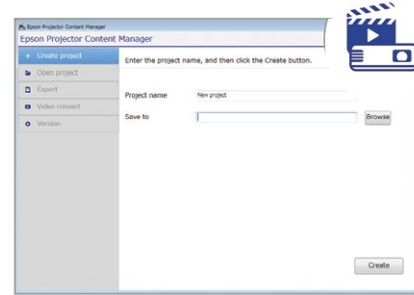 Epson Projector Content Manager
Epson Projector Content Manager
+ Create project
Enter the project name, and then click the Create button.
Open project
Export
Project name New project
Video convert
Save to Browse
Version
Create